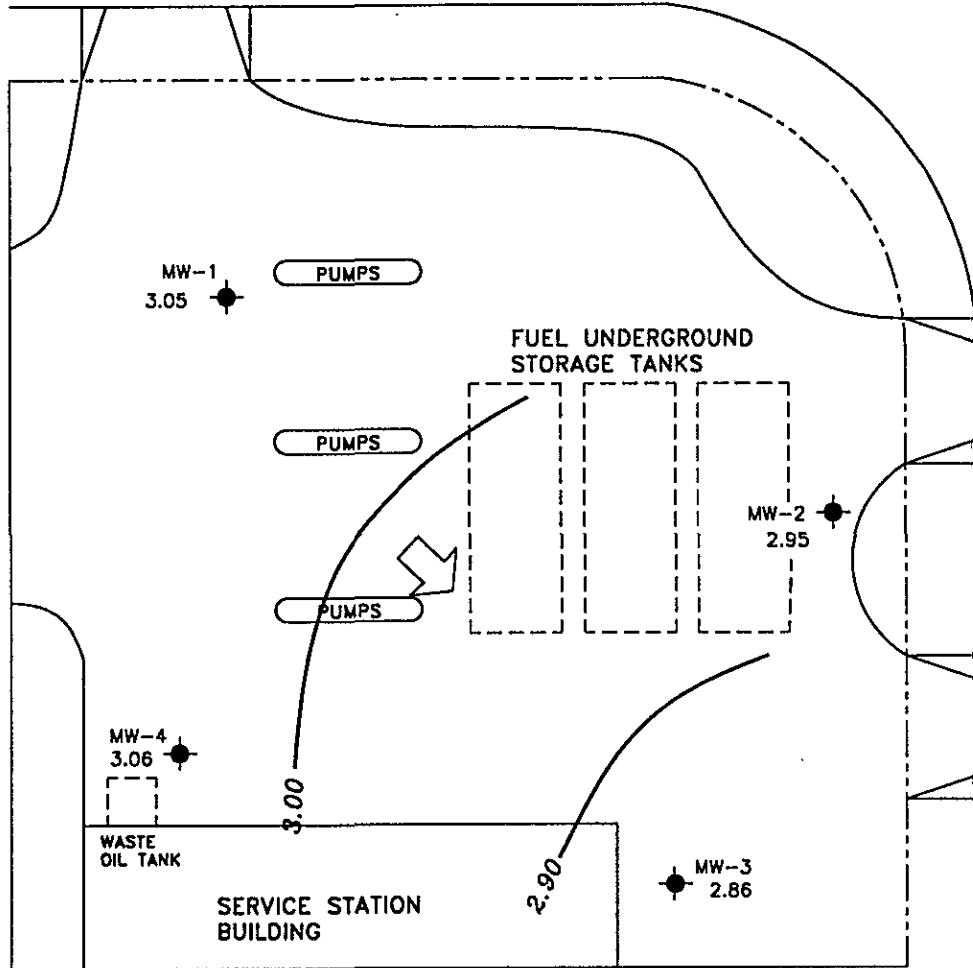 MW-1
3.05
PUMPS
FUEL UNDERGROUND
STORAGE TANKS
PUMPS
MW-2
2.95
PUMPS
MW-4
3.06
3.00
WASTE
OIL TANK
2.90
MW-3
2.86
SERVICE STATION
BUILDING